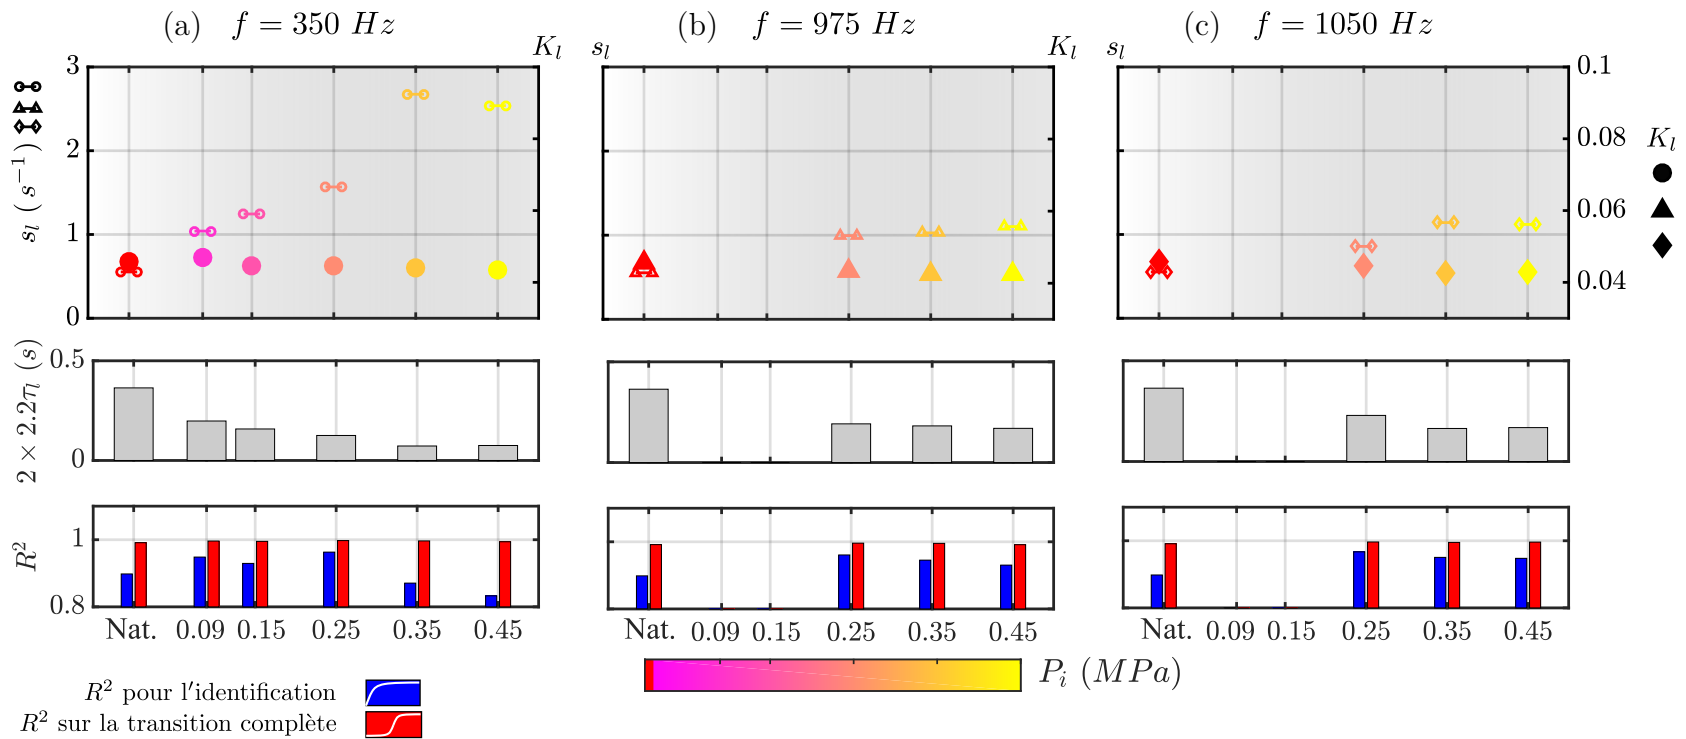 (a) f = 350 Hz
(b) f = 975 Hz
(c) f = 1050 Hz
K_l s_l K_l s_l
3
2
1
0
s_l ( s^{-1} )
0.1
0.08
0.06
0.04
K_l
0.5
0
2 × 2.2τ_l (s)
1
0.8
R^2
Nat. 0.09 0.15 0.25 0.35 0.45
Nat. 0.09 0.15 0.25 0.35 0.45
Nat. 0.09 0.15 0.25 0.35 0.45
P_i (MPa)
R^2 pour l'identification
R^2 sur la transition complète